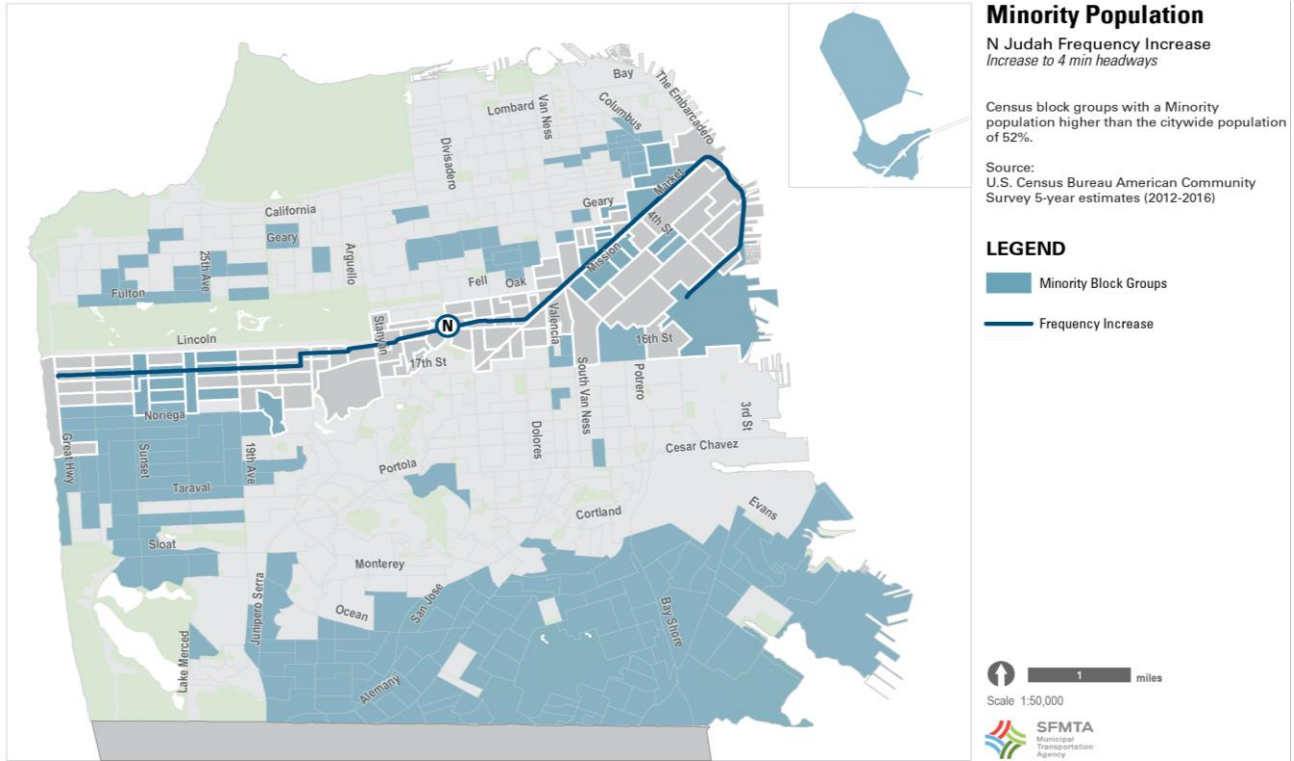 Minority Population
N Judah Frequency Increase
Increase to 4 min headways
Census block groups with a Minority
population higher than the citywide population
of 52%.
Source:
U.S. Census Bureau American Community
Survey 5-year estimates (2012-2016)
LEGEND
Minority Block Groups
Frequency Increase
Bay
The Embarcadero
Columbus
Lombard
Van Ness
Divisadero
Market
California
Geary
Geary
4th St
25th Ave
Arguello
Mission
Fell
Oak
Fulton
Valencia
N
Stanyan
Lincoln
16th St
17th St
South Van Ness
Potrero
Noriega
3rd St
Great Hwy
Sunset
19th Ave
Dolores
Cesar Chavez
Portola
Taraval
Evans
Cortland
Sloat
Monterey
Junipero Serra
Ocean
San Jose
Bay Shore
Lake Merced
Alemany
1
miles
Scale 1:50,000
SFMTA
Municipal
Transportation
Agency